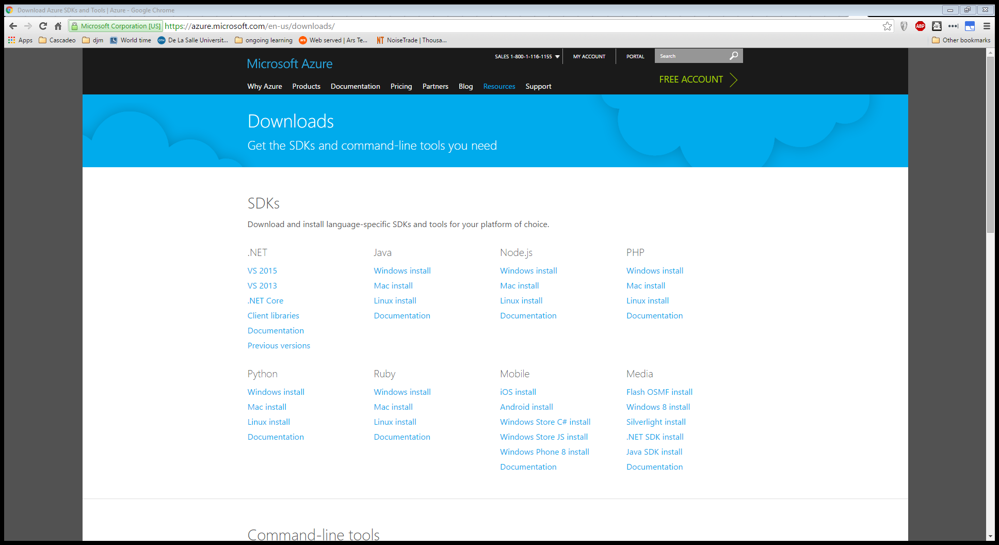 Download Azure SDKs and Tools | Azure - Google Chrome
Microsoft Corporation [US] https://azure.microsoft.com/en-us/downloads/
ABP
Apps Cascadeo djm World time OTH De La Salle Universit... ongoing learning ars Web served | Ars Te... NT NoiseTrade | Thousa... Other bookmarks
SALES 1-800-1-116-1155 MY ACCOUNT PORTAL Search
Microsoft Azure
FREE ACCOUNT
Why Azure Products Documentation Pricing Partners Blog Resources Support
Downloads
Get the SDKs and command-line tools you need
SDKs
Download and install language-specific SDKs and tools for your platform of choice.
.NET Java Node.js PHP
VS 2015 Windows install Windows install Windows install
VS 2013 Mac install Mac install Mac install
.NET Core Linux install Linux install Linux install
Client libraries Documentation Documentation Documentation
Documentation
Previous versions
Python Ruby Mobile Media
Windows install Windows install iOS install Flash OSMF install
Mac install Mac install Android install Windows 8 install
Linux install Linux install Windows Store C# install Silverlight install
Documentation Documentation Windows Store JS install .NET SDK install
Windows Phone 8 install Java SDK install
Documentation Documentation
Command-line tools